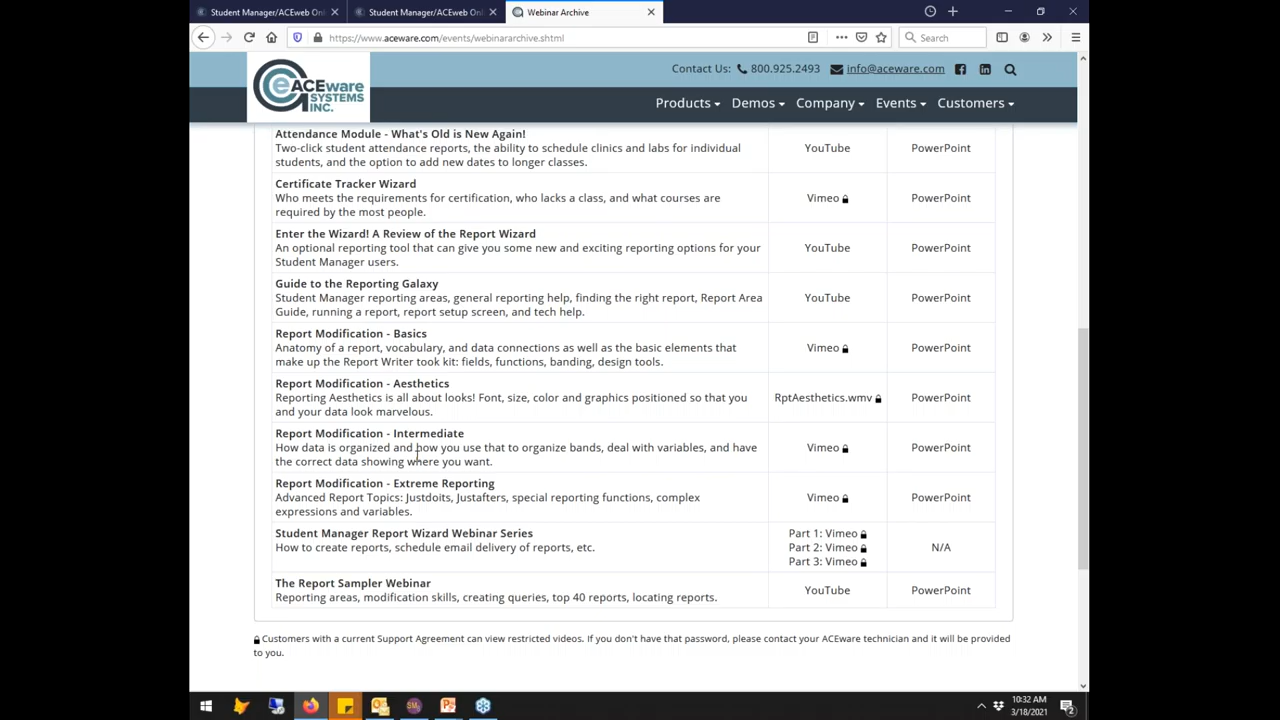 Student Manager/ACEweb Onl
Student Manager/ACEweb Onl
Webinar Archive
https://www.aceware.com/events/webinararchive.shtml
Search
ACEware
SYSTEMS
INC.
Contact Us: 800.925.2493 info@aceware.com
Products Demos Company Events Customers
Attendance Module - What's Old is New Again!
Two-click student attendance reports, the ability to schedule clinics and labs for individual
students, and the option to add new dates to longer classes.
YouTube
PowerPoint
Certificate Tracker Wizard
Who meets the requirements for certification, who lacks a class, and what courses are
required by the most people.
Vimeo
PowerPoint
Enter the Wizard! A Review of the Report Wizard
An optional reporting tool that can give you some new and exciting reporting options for your
Student Manager users.
YouTube
PowerPoint
Guide to the Reporting Galaxy
Student Manager reporting areas, general reporting help, finding the right report, Report Area
Guide, running a report, report setup screen, and tech help.
YouTube
PowerPoint
Report Modification - Basics
Anatomy of a report, vocabulary, and data connections as well as the basic elements that
make up the Report Writer took kit: fields, functions, banding, design tools.
Vimeo
PowerPoint
Report Modification - Aesthetics
Reporting Aesthetics is all about looks! Font, size, color and graphics positioned so that you
and your data look marvelous.
RptAesthetics.wmv
PowerPoint
Report Modification - Intermediate
How data is organized and how you use that to organize bands, deal with variables, and have
the correct data showing where you want.
Vimeo
PowerPoint
Report Modification - Extreme Reporting
Advanced Report Topics: Justdoits, Justafters, special reporting functions, complex
expressions and variables.
Vimeo
PowerPoint
Student Manager Report Wizard Webinar Series
How to create reports, schedule email delivery of reports, etc.
Part 1: Vimeo
Part 2: Vimeo
Part 3: Vimeo
N/A
The Report Sampler Webinar
Reporting areas, modification skills, creating queries, top 40 reports, locating reports.
YouTube
PowerPoint
Customers with a current Support Agreement can view restricted videos. If you don't have that password, please contact your ACEware technician and it will be provided
to you.
10:32 AM
3/18/2021